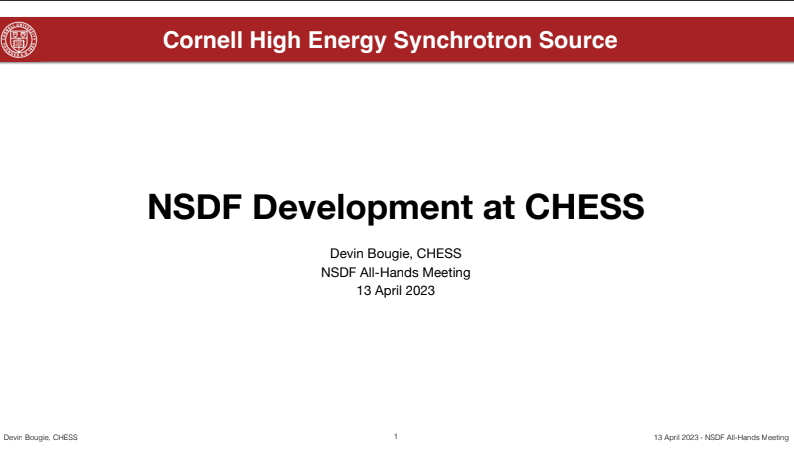 Cornell High Energy Synchrotron Source
NSDF Development at CHESS
Devin Bougie, CHESS
NSDF All-Hands Meeting
13 April 2023
Devin Bougie, CHESS
1
13 April 2023 - NSDF All-Hands Meeting